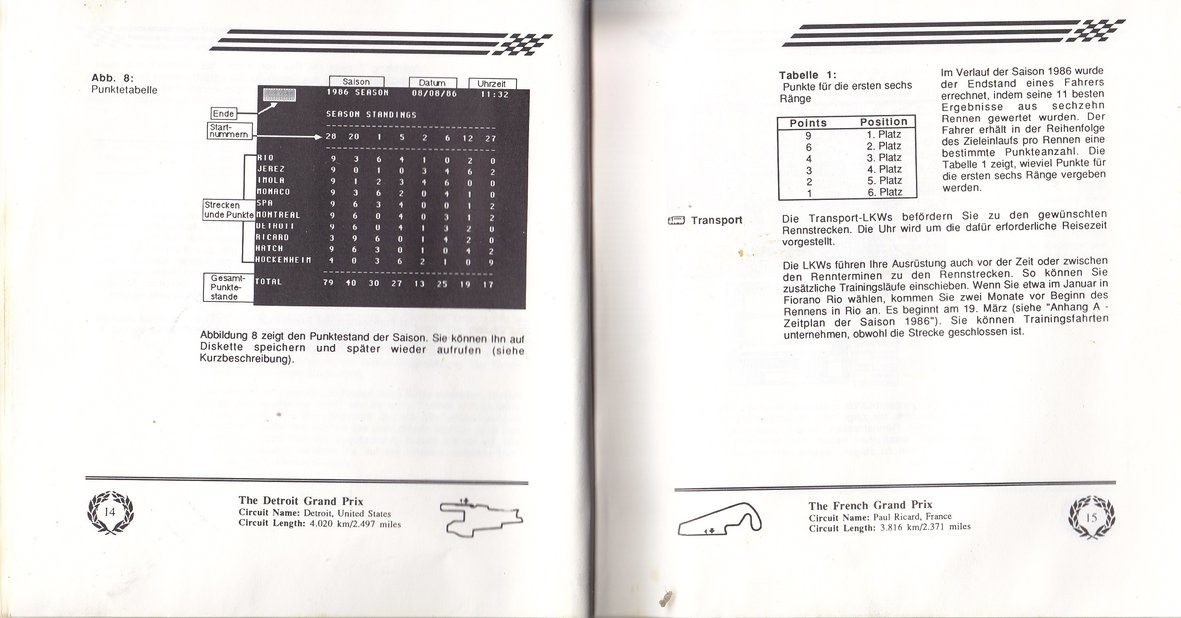 Abb. 8:
Punktetabelle
Saison
Datum
Uhrzeit
1986 SEASON 08/08/86 11:32
Ende
SEASON STANDINGS
Start-
nummern
28 20 1 5 2 6 12 27
RIO 9 3 6 4 1 0 2 0
JEREZ 9 0 1 0 3 4 6 2
IMOLA 9 1 2 3 4 6 0 0
MONACO 9 3 6 2 0 4 1 0
SPA 9 6 3 4 0 0 1 2
MONTREAL 9 6 0 4 0 3 1 2
DETROIT 9 6 0 4 1 3 2 0
RICARD 3 9 6 0 1 4 2 0
HATCH 9 6 3 0 1 0 4 2
HOCKENHEIM 4 0 3 6 2 1 0 9
Strecken
unde Punkte
Gesamt-
Punkte-
stande
TOTAL 79 40 30 27 13 25 19 17
Abbildung 8 zeigt den Punktestand der Saison. Sie können Ihn auf
Diskette speichern und später wieder aufrufen (siehe
Kurzbeschreibung).
14
The Detroit Grand Prix
Circuit Name: Detroit, United States
Circuit Length: 4.020 km/2.497 miles
Tabelle 1:
Punkte für die ersten sechs
Ränge
Points Position
9 1. Platz
6 2. Platz
4 3. Platz
3 4. Platz
2 5. Platz
1 6. Platz
Im Verlauf der Saison 1986 wurde
der Endstand eines Fahrers
errechnet, indem seine 11 besten
Ergebnisse aus sechzehn
Rennen gewertet wurden. Der
Fahrer erhält in der Reihenfolge
des Zieleinlaufs pro Rennen eine
bestimmte Punkteanzahl. Die
Tabelle 1 zeigt, wieviel Punkte für
die ersten sechs Ränge vergeben
werden.
Transport
Die Transport-LKWs befördern Sie zu den gewünschten
Rennstrecken. Die Uhr wird um die dafür erforderliche Reisezeit
vorgestellt.
Die LKWs führen Ihre Ausrüstung auch vor der Zeit oder zwischen
den Rennterminen zu den Rennstrecken. So können Sie
zusätzliche Trainingsläufe einschieben. Wenn Sie etwa im Januar in
Fiorano Rio wählen, kommen Sie zwei Monate vor Beginn des
Rennens in Rio an. Es beginnt am 19. März (siehe "Anhang A -
Zeitplan der Saison 1986"). Sie können Trainingsfahrten
unternehmen, obwohl die Strecke geschlossen ist.
The French Grand Prix
Circuit Name: Paul Ricard, France
Circuit Length: 3.816 km/2.371 miles
15